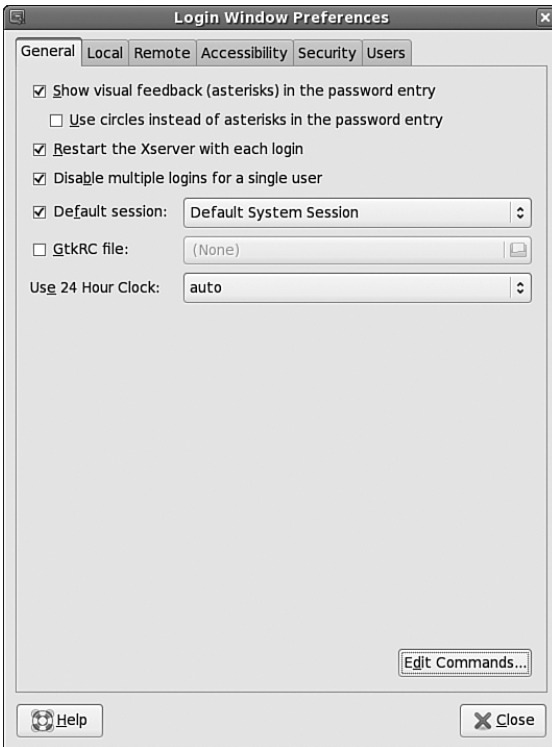 Login Window Preferences
General Local Remote Accessibility Security Users
Show visual feedback (asterisks) in the password entry
Use circles instead of asterisks in the password entry
Restart the Xserver with each login
Disable multiple logins for a single user
Default session: Default System Session
GtkRC file: (None)
Use 24 Hour Clock: auto
Edit Commands...
Help Close